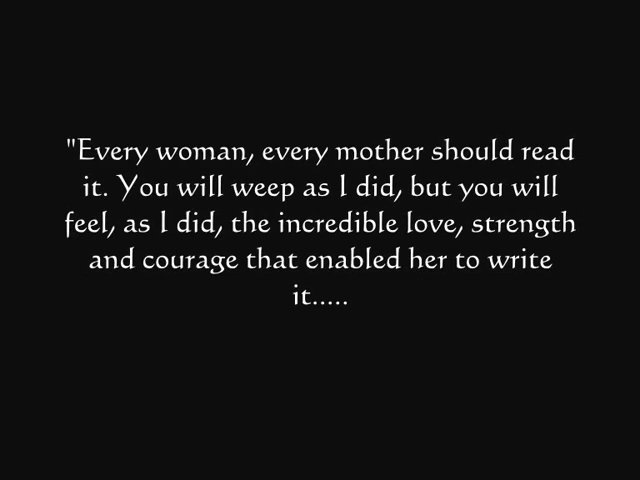 "Every woman, every mother should read
it. You will weep as I did, but you will
feel, as I did, the incredible love, strength
and courage that enabled her to write
it.....